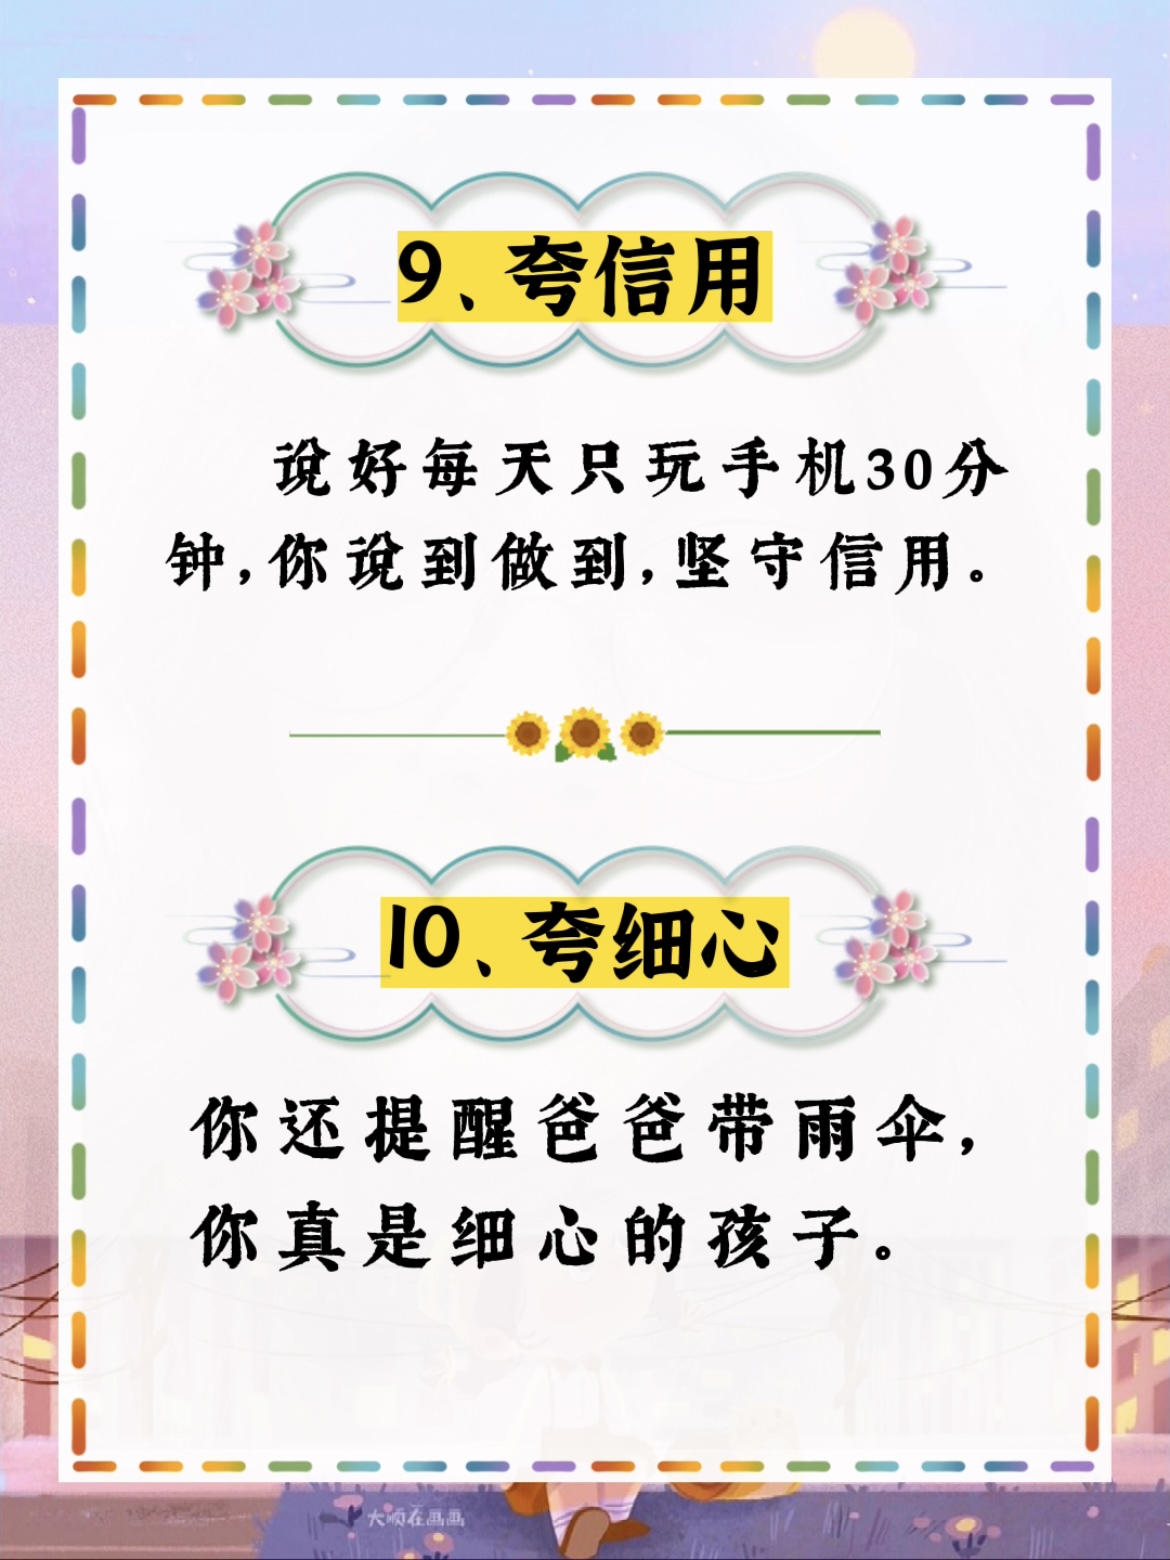 9、夸信用
说好每天只玩手机30分
钟,你说到做到,坚守信用。
10、夸细心
你还提醒爸爸带雨伞,
你真是细心的孩子。
大顺在画画